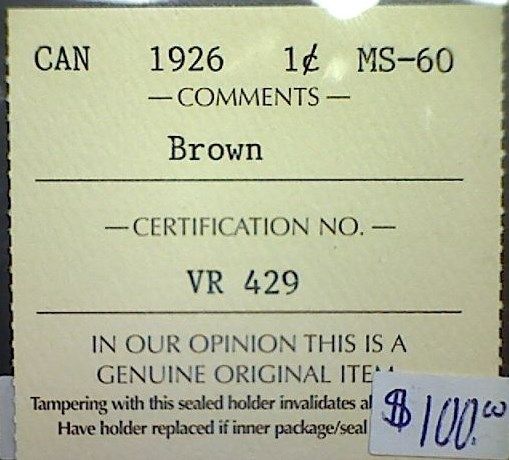 CAN 1926 1¢ MS-60
— COMMENTS —
Brown
— CERTIFICATION NO. —
VR 429
IN OUR OPINION THIS IS A
GENUINE ORIGINAL ITEM
Tampering with this sealed holder invalidates
Have holder replaced if inner package/seal
$100.00